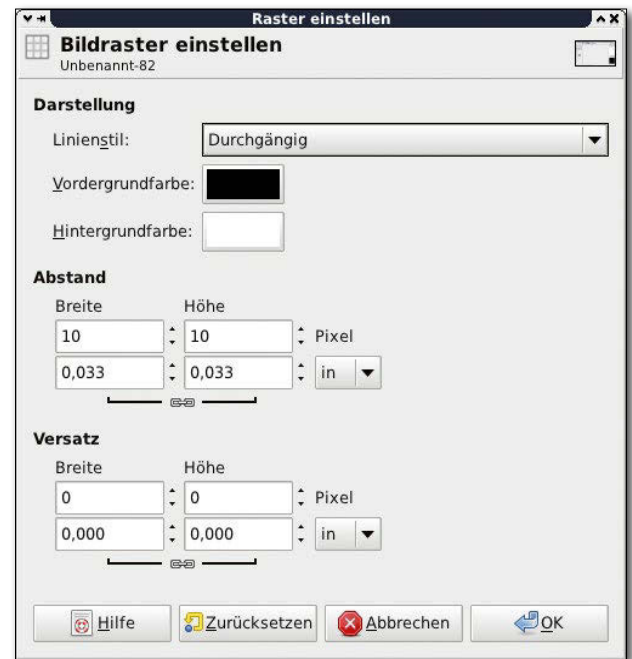 Raster einstellen
Bildraster einstellen
Unbenannt-82
Darstellung
Linienstil: Durchgängig
Vordergrundfarbe:
Hintergrundfarbe:
Abstand
Breite Höhe
10 10 Pixel
0,033 0,033 in
Versatz
Breite Höhe
0 0 Pixel
0,000 0,000 in
Hilfe Zurücksetzen Abbrechen OK